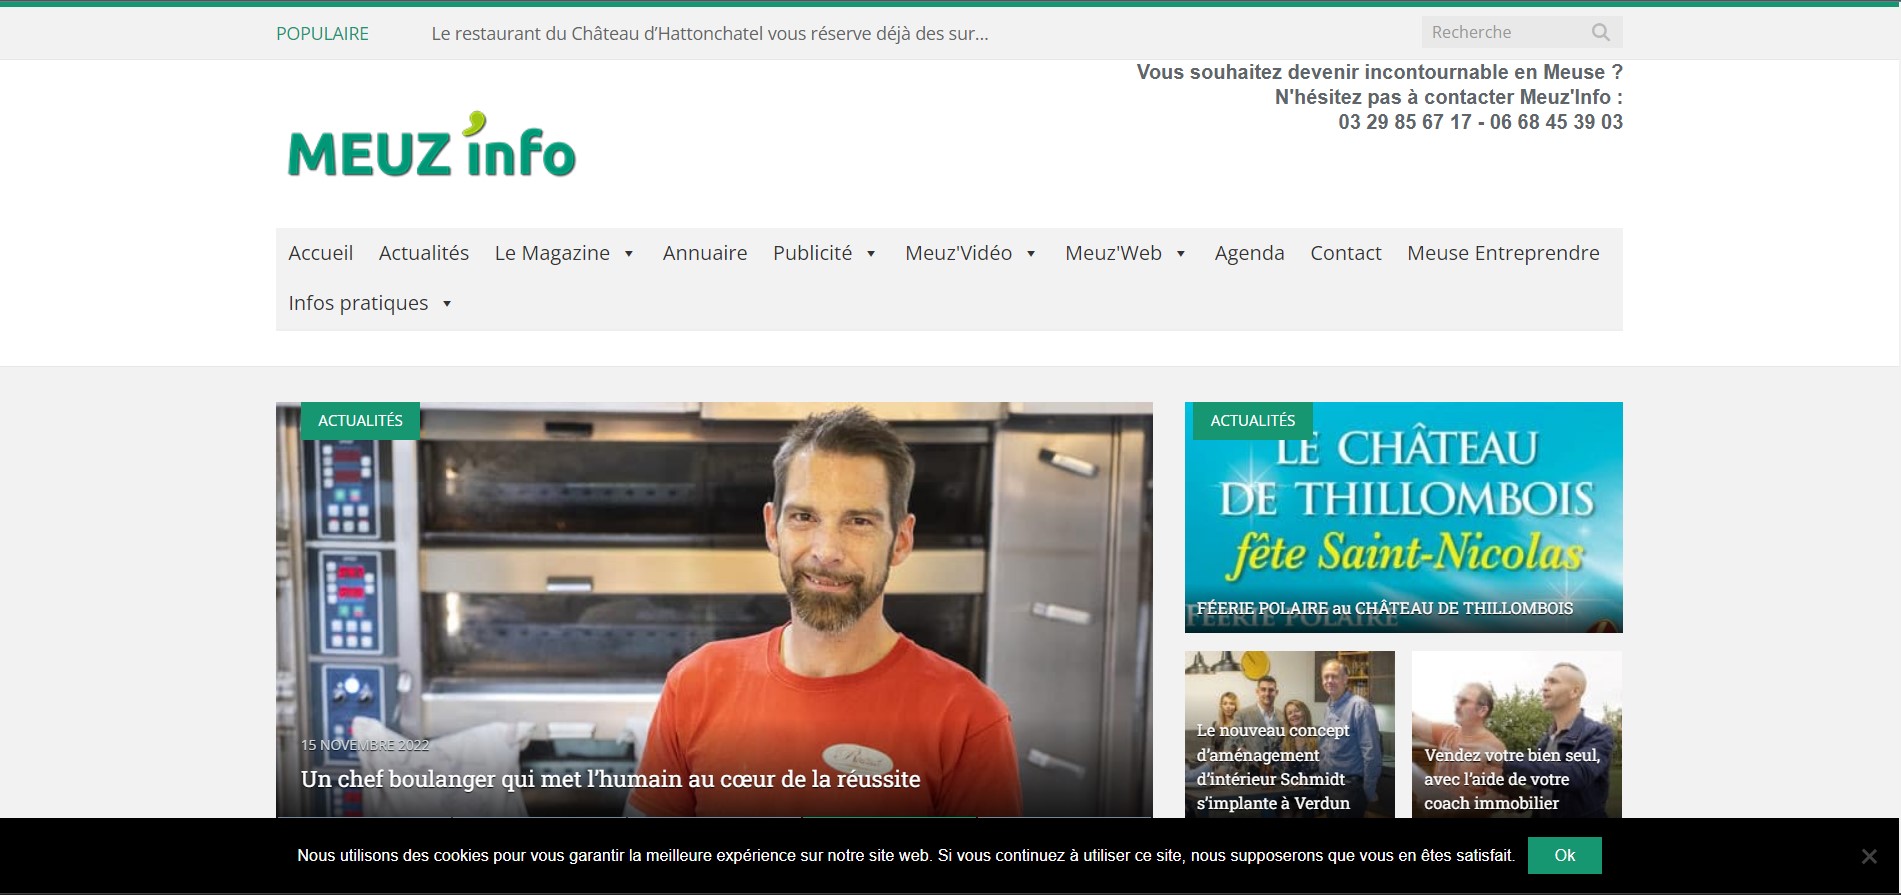 POPULAIRE
Le restaurant du Château d’Hattonchatel vous réserve déjà des sur...
Recherche
Vous souhaitez devenir incontournable en Meuse ?
N'hésitez pas à contacter Meuz'Info :
03 29 85 67 17 - 06 68 45 39 03
MEUZ'info
Accueil Actualités Le Magazine Annuaire Publicité Meuz'Vidéo Meuz'Web Agenda Contact Meuse Entreprendre
Infos pratiques
ACTUALITÉS
15 NOVEMBRE 2022
Un chef boulanger qui met l’humain au cœur de la réussite
ACTUALITÉS
LE CHÂTEAU
DE THILLOMBOIS
fête Saint-Nicolas
FÉERIE POLAIRE au CHÂTEAU DE THILLOMBOIS
FÉERIE POLAIRE
Le nouveau concept
d’aménagement
d’intérieur Schmidt
s’implante à Verdun
Vendez votre bien seul,
avec l’aide de votre
coach immobilier
Nous utilisons des cookies pour vous garantir la meilleure expérience sur notre site web. Si vous continuez à utiliser ce site, nous supposerons que vous en êtes satisfait.
Ok